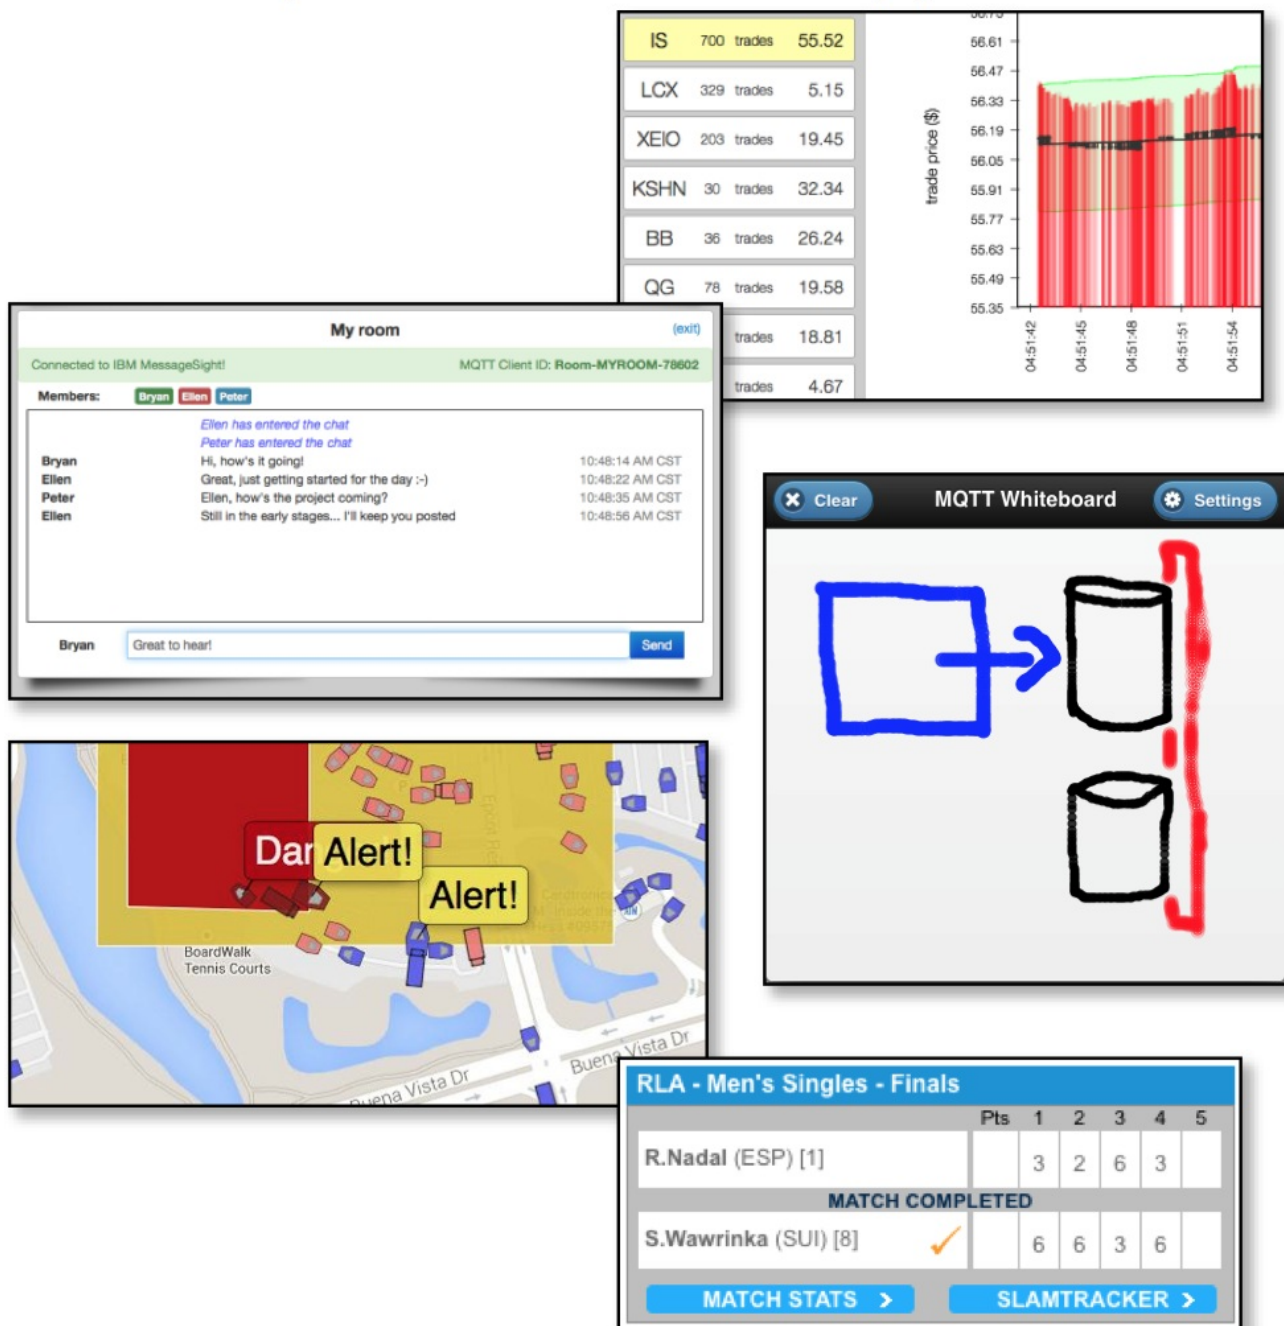 IS 700 trades 55.52
LCX 329 trades 5.15
XEIO 203 trades 19.45
KSHN 30 trades 32.34
BB 36 trades 26.24
QG 78 trades 19.58
trades 18.81
trades 4.67
trade price ($)
56.61
56.47
56.33
56.19
56.05
55.91
55.77
55.63
55.49
55.35
04:51:42
04:51:45
04:51:48
04:51:51
04:51:54
My room (exit)
Connected to IBM MessageSight! MQTT Client ID: Room-MYROOM-78602
Members: Bryan Ellen Peter
Ellen has entered the chat
Peter has entered the chat
Bryan Hi, how's it going! 10:48:14 AM CST
Ellen Great, just getting started for the day :-) 10:48:22 AM CST
Peter Ellen, how's the project coming? 10:48:35 AM CST
Ellen Still in the early stages... I'll keep you posted 10:48:56 AM CST
Bryan Great to hear! Send
Clear MQTT Whiteboard Settings
Dan Alert!
Alert!
BoardWalk
Tennis Courts
Buena Vista Dr
Buena Vista Dr
RLA - Men's Singles - Finals
Pts 1 2 3 4 5
R.Nadal (ESP) [1] 3 2 6 3
MATCH COMPLETED
S.Wawrinka (SUI) [8] 6 6 3 6
MATCH STATS > SLAMTRACKER >